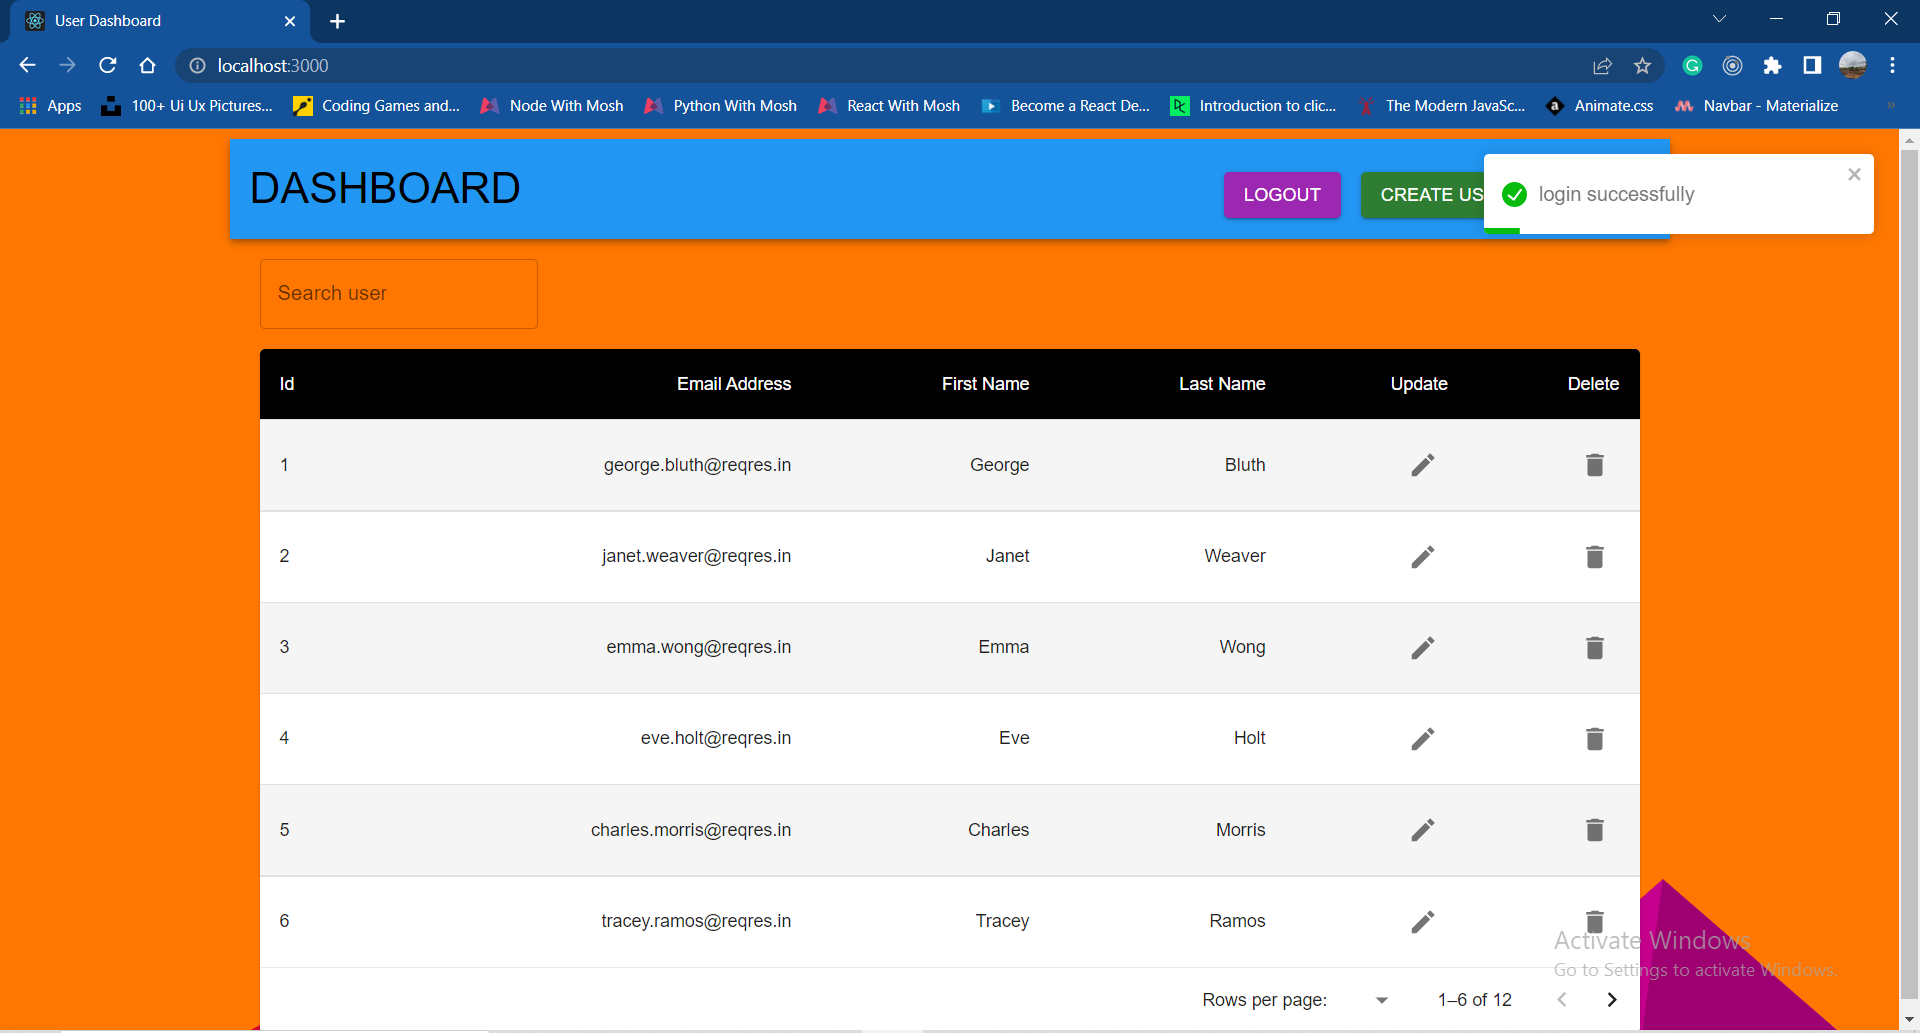 User Dashboard
localhost:3000
Apps 100+ Ui Ux Pictures... Coding Games and... Node With Mosh Python With Mosh React With Mosh Become a React De... Introduction to clic... The Modern JavaSc... Animate.css Navbar - Materialize »
DASHBOARD LOGOUT CREATE US
login successfully
Search user
Id Email Address First Name Last Name Update Delete
1 george.bluth@reqres.in George Bluth
2 janet.weaver@reqres.in Janet Weaver
3 emma.wong@reqres.in Emma Wong
4 eve.holt@reqres.in Eve Holt
5 charles.morris@reqres.in Charles Morris
6 tracey.ramos@reqres.in Tracey Ramos
Activate Windows
Go to Settings to activate Windows.
Rows per page: 1–6 of 12